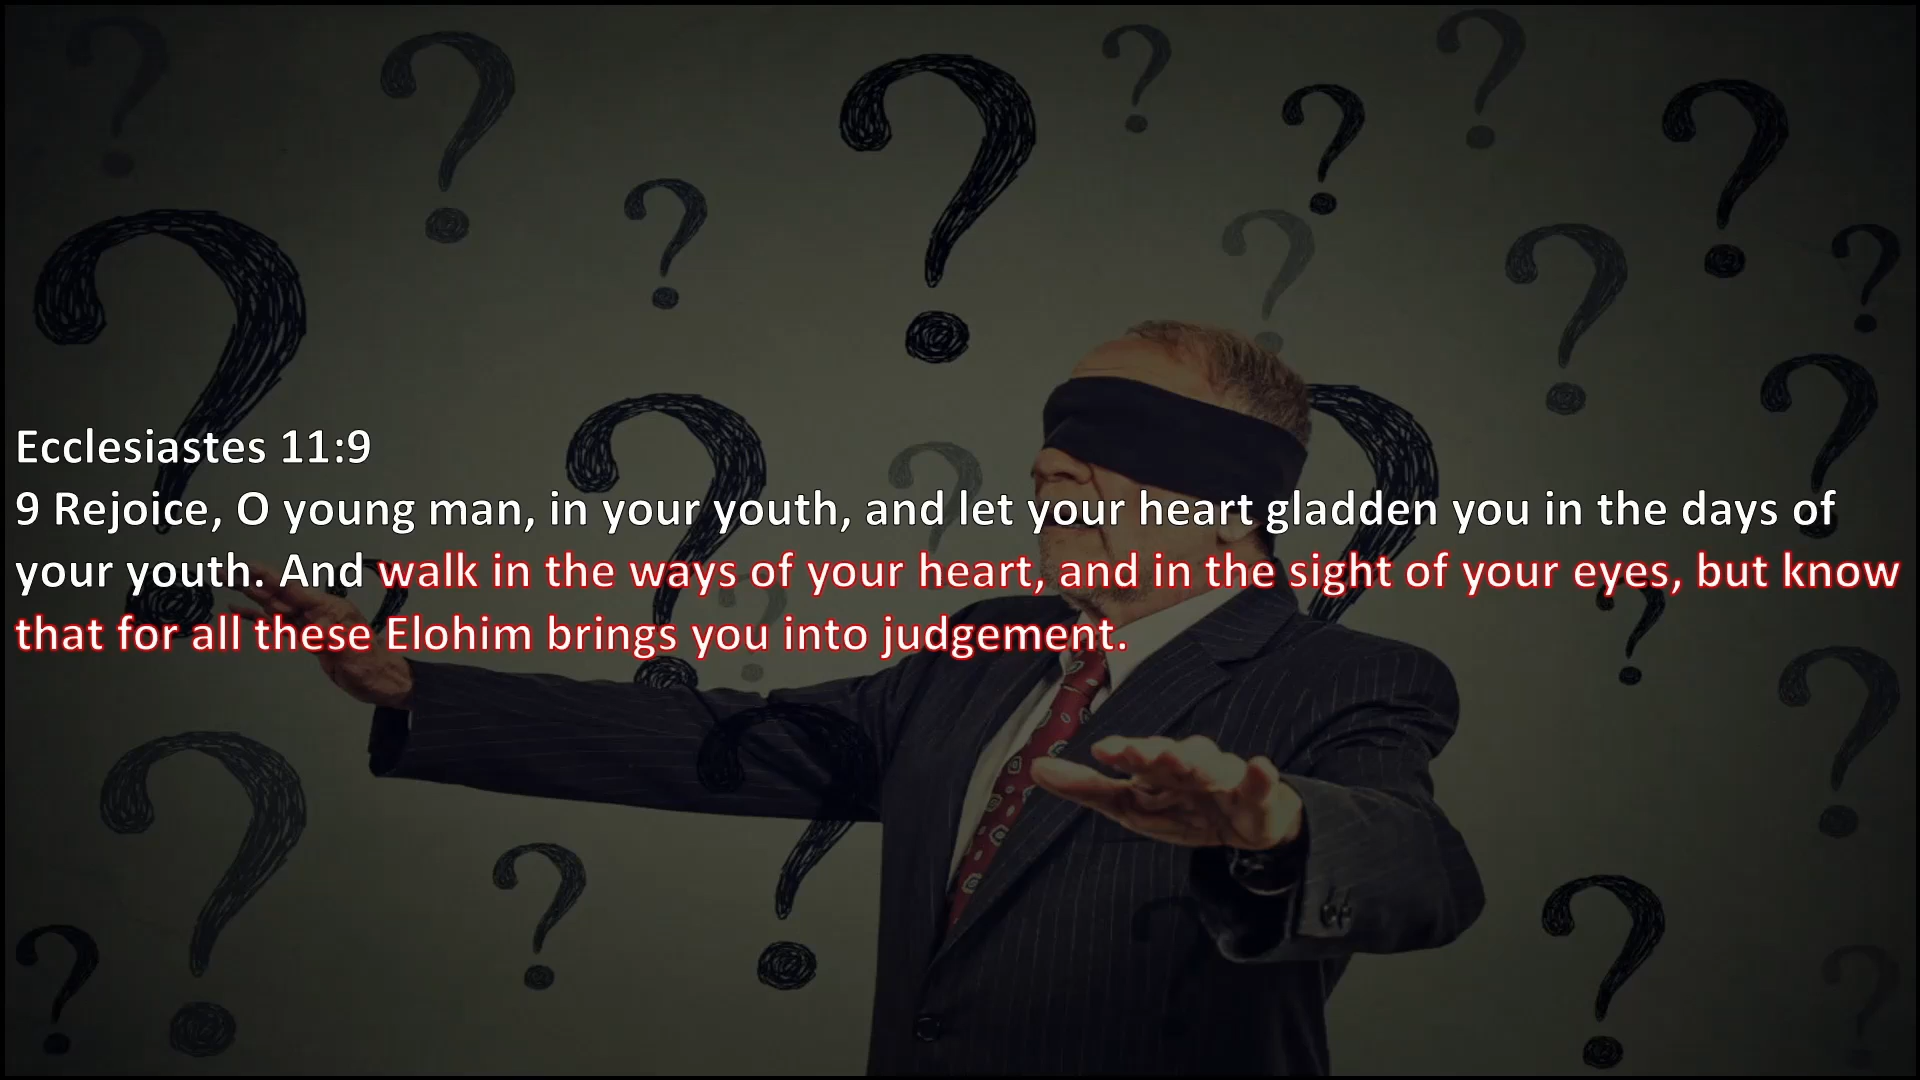 Ecclesiastes 11:9
9 Rejoice, O young man, in your youth, and let your heart gladden you in the days of
your youth. And walk in the ways of your heart, and in the sight of your eyes, but know
that for all these Elohim brings you into judgement.